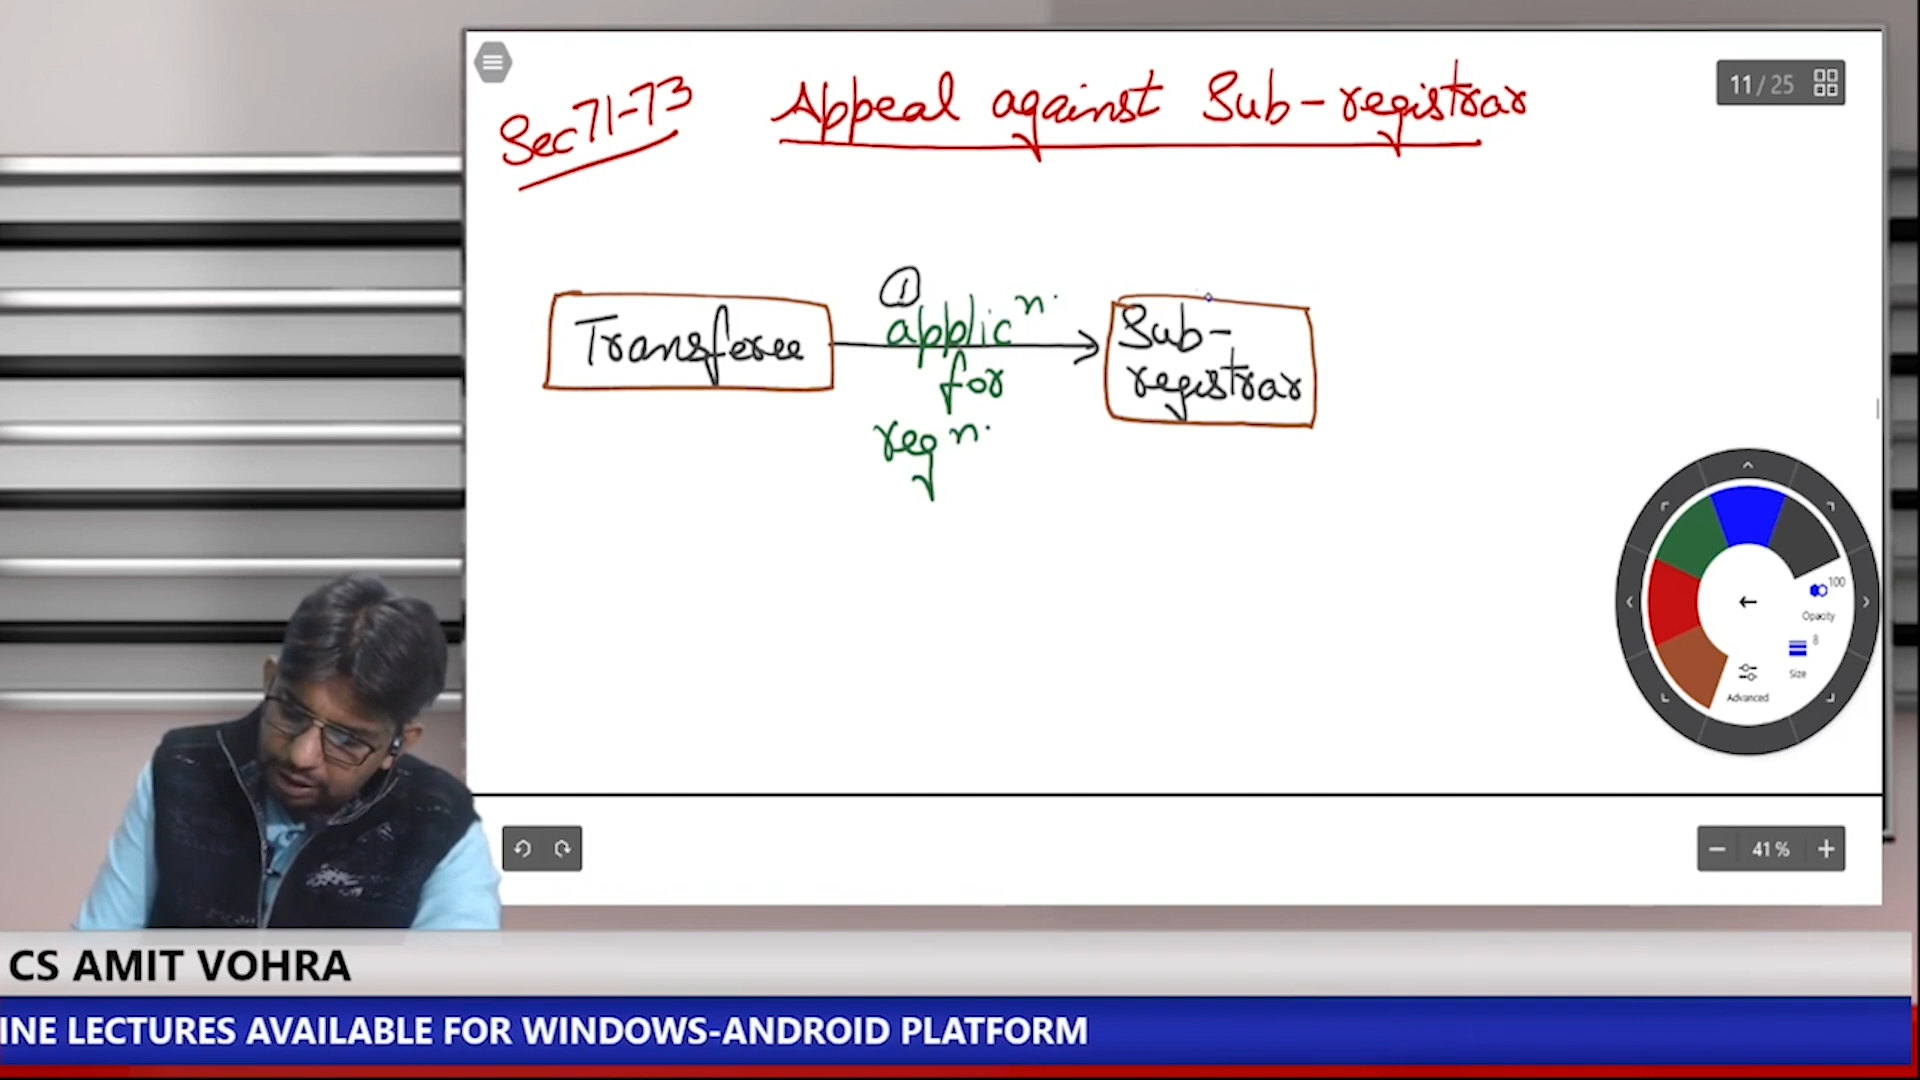 Sec 71-73 Appeal against Sub-registrar
11 / 25
①
Transferee applicⁿ· Sub-
for registrar
regⁿ·
100
Opacity
8
Size
Advanced
41 %
CS AMIT VOHRA
INE LECTURES AVAILABLE FOR WINDOWS-ANDROID PLATFORM